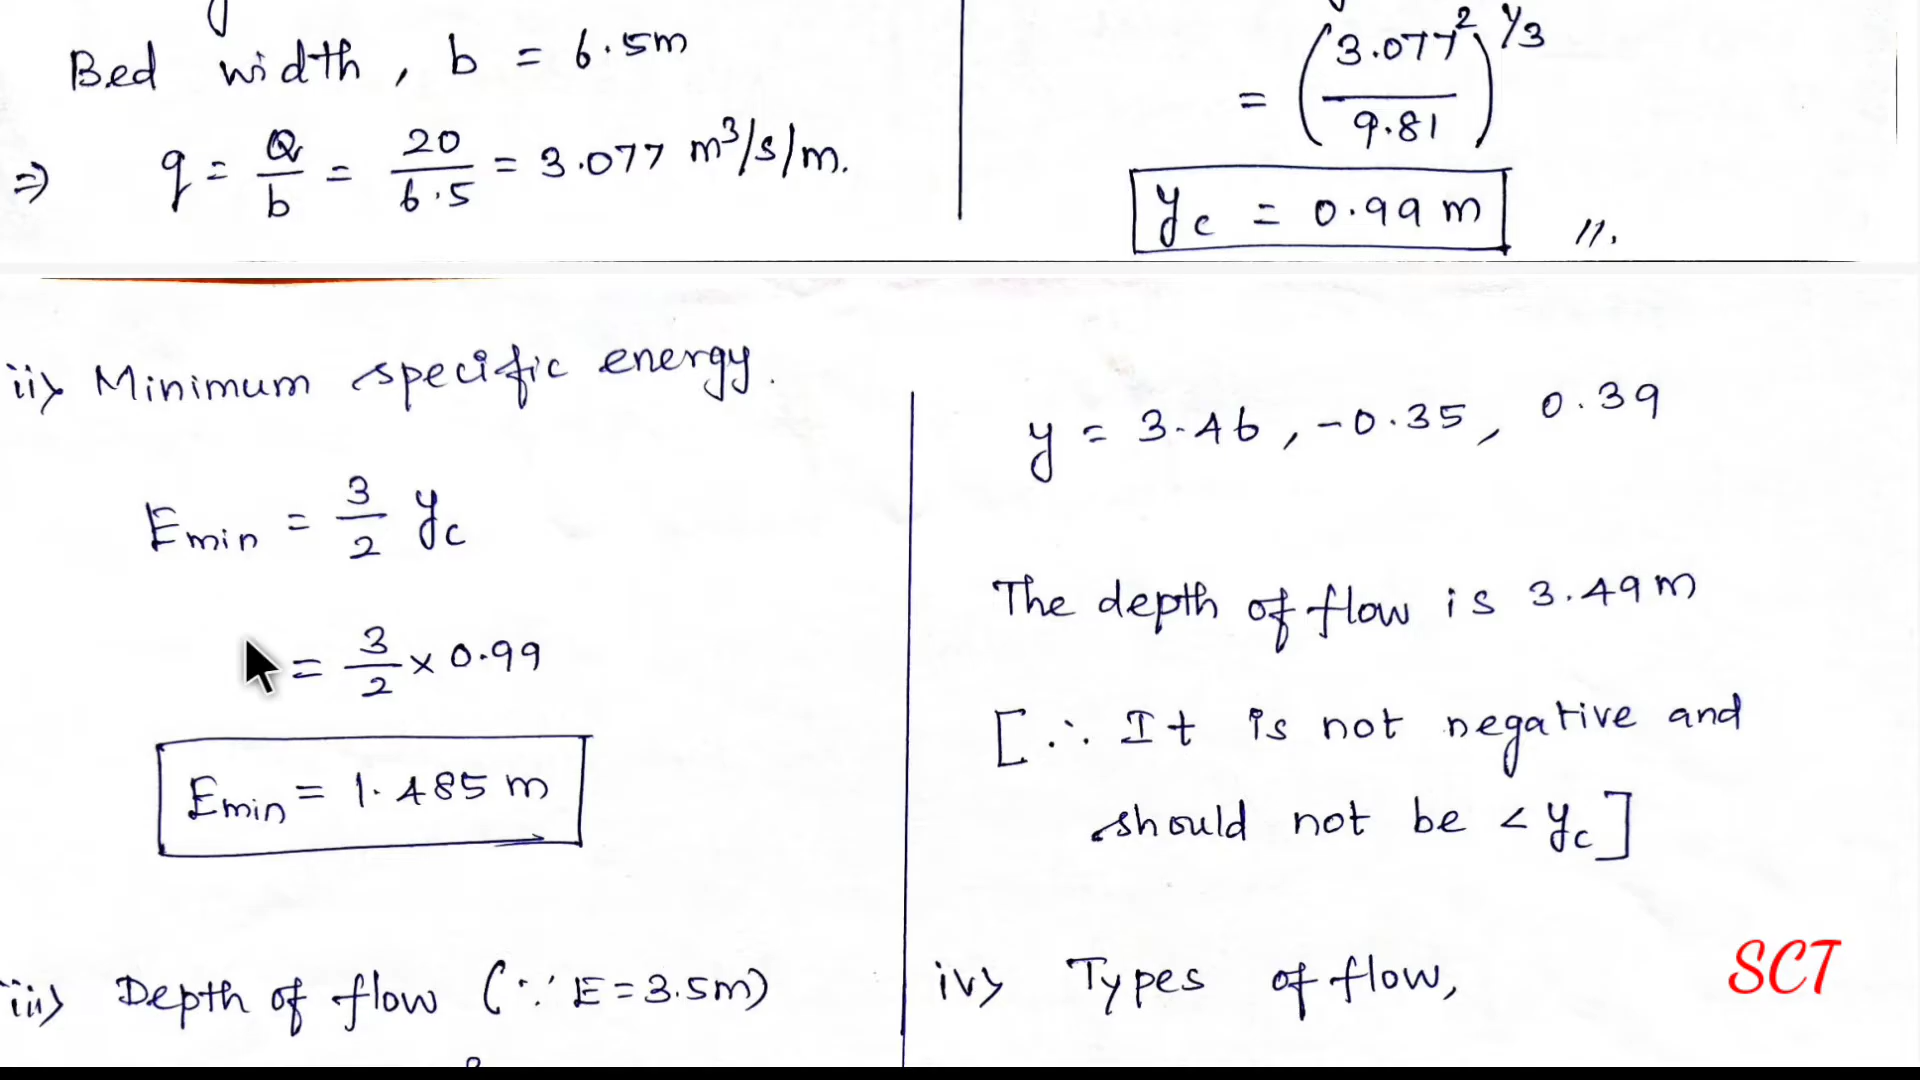 Bed width, b = 6.5m
⇒ q = Q/b = 20/6.5 = 3.077 m³/s/m.
= (3.077²/9.81)^1/3
yc = 0.99 m //.
ii) Minimum specific energy.
Emin = 3/2 yc
= 3/2 × 0.99
Emin = 1.485 m
iii) Depth of flow (∵ E = 3.5m)
y = 3.46, -0.35, 0.39
The depth of flow is 3.49m
[∴ It is not negative and
should not be < yc]
iv) Types of flow,
SCT